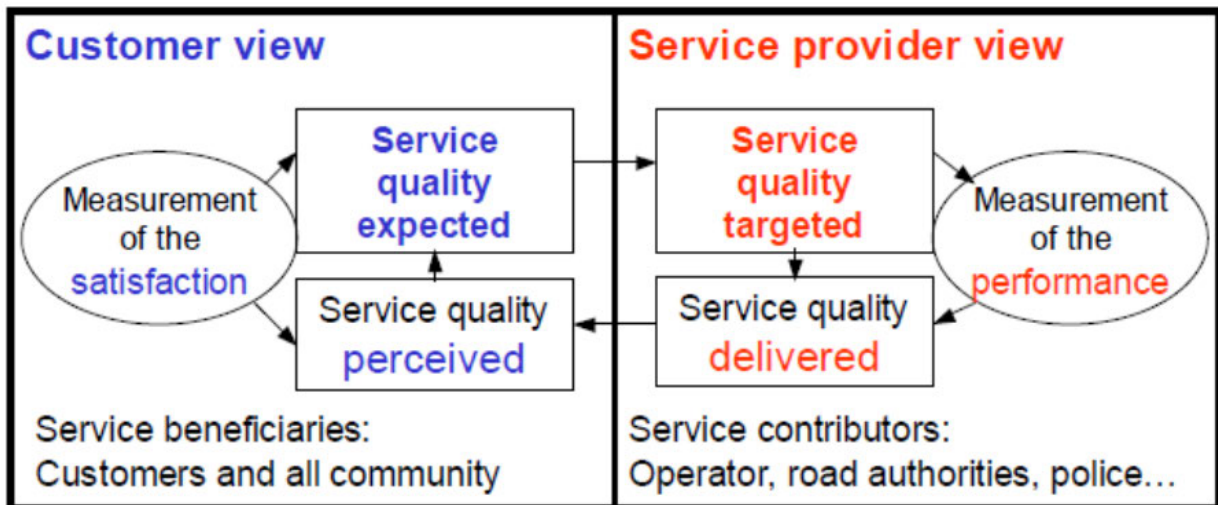 Customer view
Service provider view
Measurement
of the
satisfaction
Service
quality
expected
Service quality
perceived
Service
quality
targeted
Service quality
delivered
Measurement
of the
performance
Service beneficiaries:
Customers and all community
Service contributors:
Operator, road authorities, police…